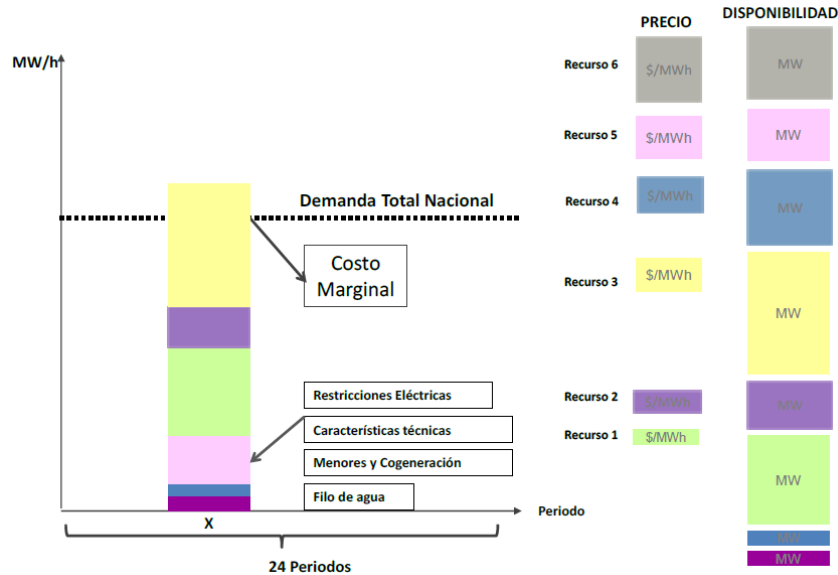 PRECIO
DISPONIBILIDAD
MW/h
Recurso 6
$/MWh
MW
Recurso 5
$/MWh
MW
Recurso 4
$/MWh
MW
Demanda Total Nacional
Costo
Marginal
Recurso 3
$/MWh
MW
Restricciones Eléctricas
Recurso 2
$/MWh
MW
Características técnicas
Recurso 1
$/MWh
MW
Menores y Cogeneración
Filo de agua
Periodo
X
MW
MW
24 Periodos